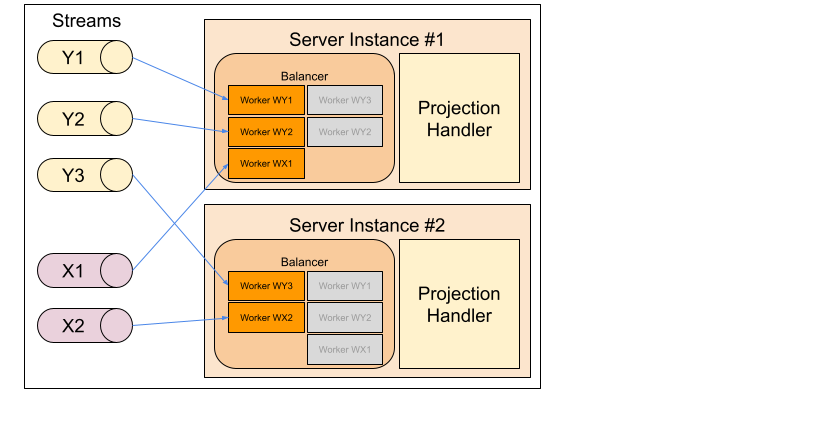 Streams
Y1
Y2
Y3
X1
X2
Server Instance #1
Balancer
Worker WY1
Worker WY3
Worker WY2
Worker WY2
Worker WX1
Projection
Handler
Server Instance #2
Balancer
Worker WY3
Worker WY1
Worker WX2
Worker WY2
Worker WX1
Projection
Handler